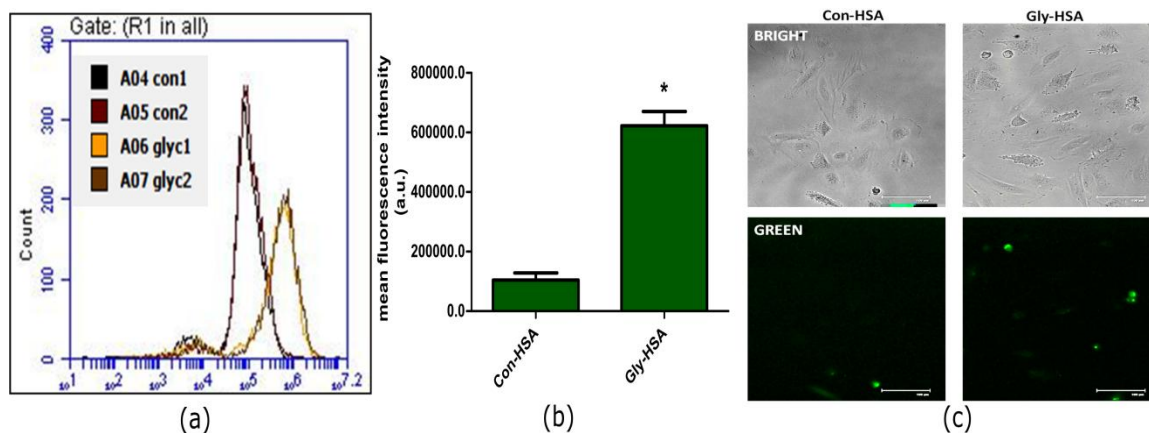 Gate: (R1 in all)
400
300
200
100
0
Count
A04 con1
A05 con2
A06 glyc1
A07 glyc2
10^1 10^2 10^3 10^4 10^5 10^6 10^7.2
(a)
mean fluorescence intensity
(a.u.)
800000.0
600000.0
400000.0
200000.0
0.0
*
Con-HSA
Gly-HSA
(b)
Con-HSA Gly-HSA
BRIGHT
GREEN
(c)